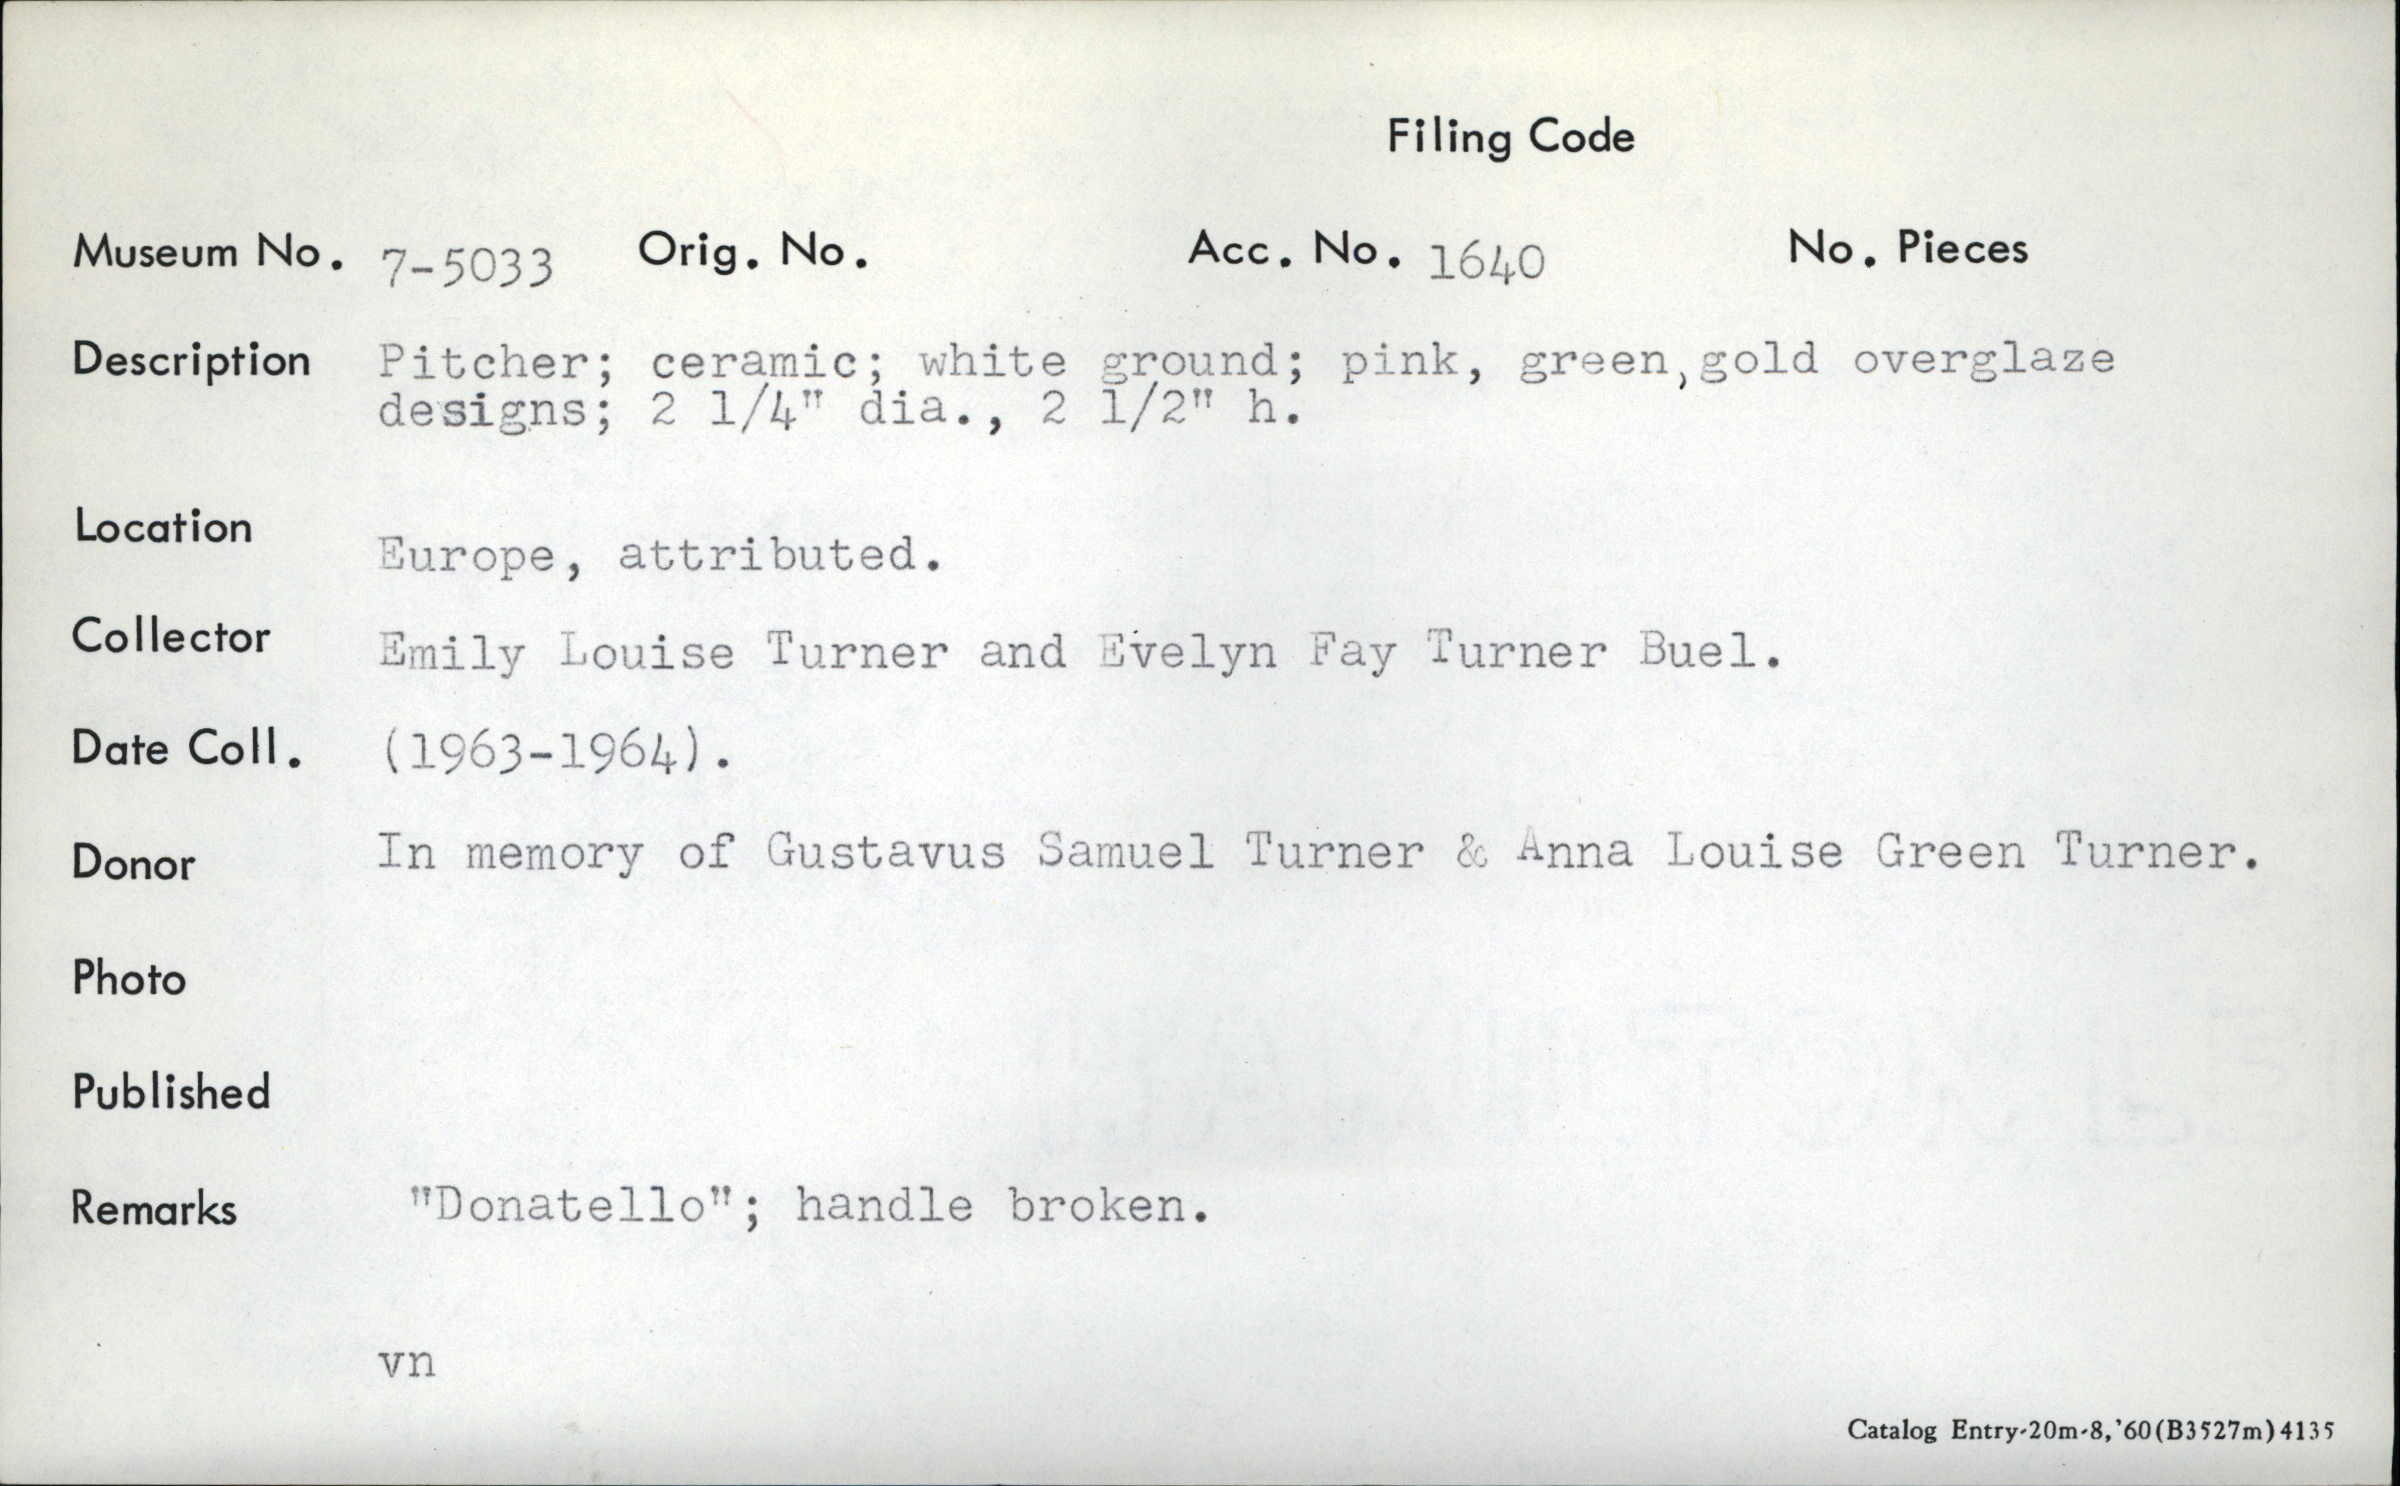 Filing Code
Museum No. 7-5033 Orig. No. Acc. No. 1640 No. Pieces
Description Pitcher; ceramic; white ground; pink, green,gold overglaze
designs; 2 1/4" dia., 2 1/2" h.
Location Europe, attributed.
Collector Emily Louise Turner and Evelyn Fay Turner Buel.
Date Coll. (1963-1964).
Donor In memory of Gustavus Samuel Turner & Anna Louise Green Turner.
Photo
Published
Remarks "Donatello"; handle broken.
vn
Catalog Entry-20m-8,'60(B3527m)4135